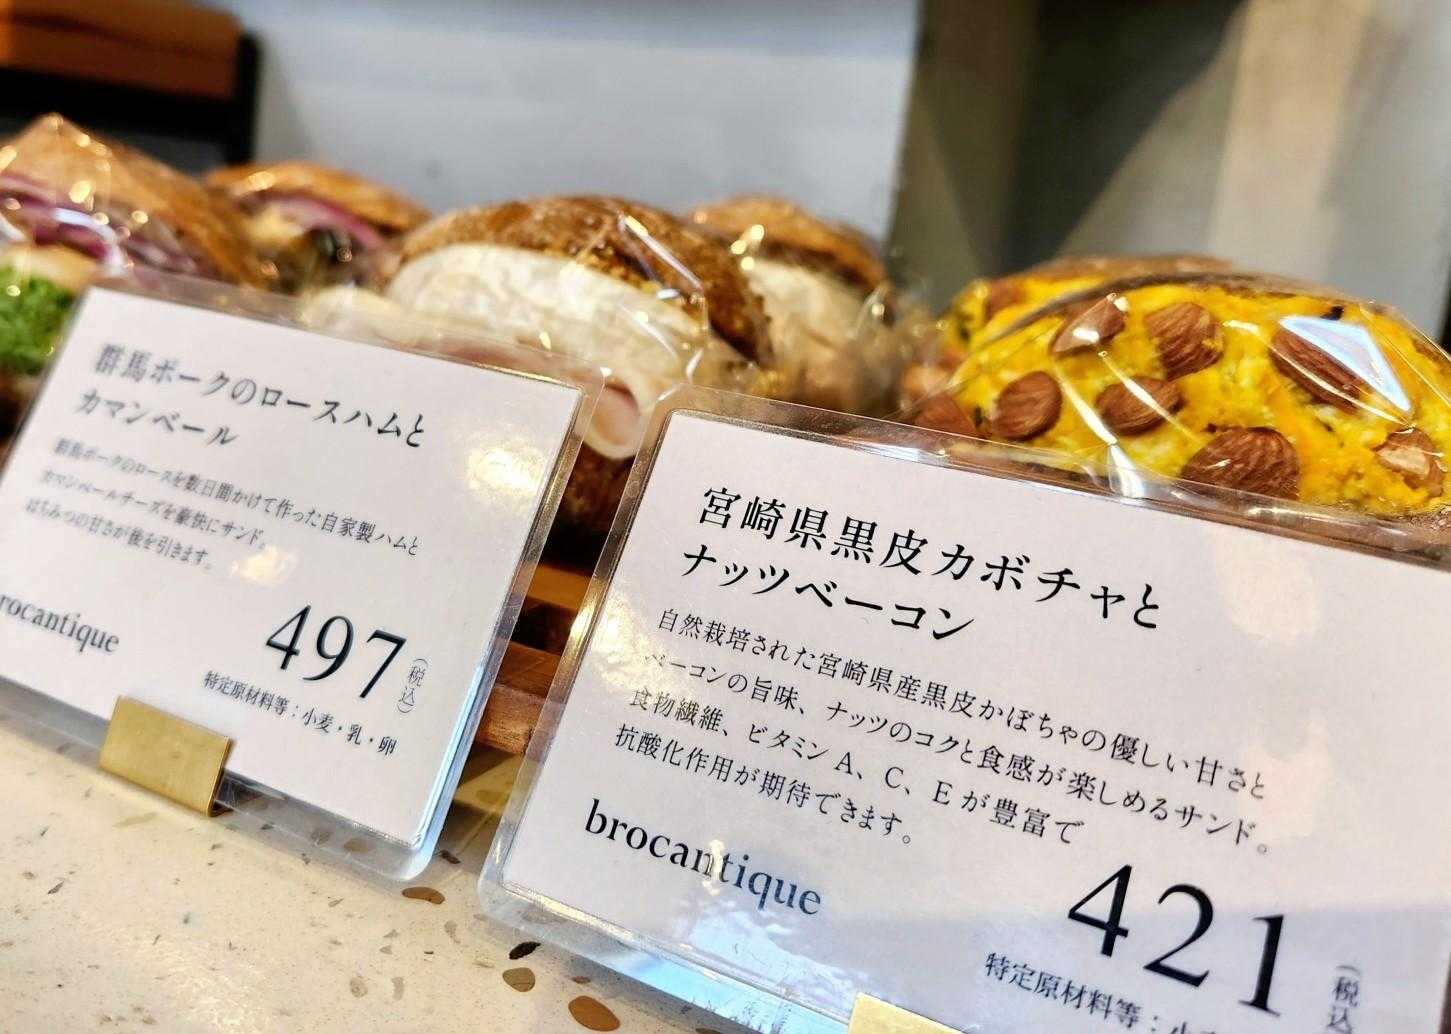 群馬ポークのロースハムと
カマンベール
群馬ポークのロースを数日間かけて作った自家製ハムと
カマンベールチーズを豪快にサンド。
はちみつの甘さが後を引きます。
rocantique
497(税込)
特定原材料等：小麦・乳・卵
宮崎県黒皮カボチャと
ナッツベーコン
自然栽培された宮崎県産黒皮かぼちゃの優しい甘さと
ベーコンの旨味、ナッツのコクと食感が楽しめるサンド。
食物繊維、ビタミンA、C、Eが豊富で
抗酸化作用が期待できます。
brocantique
421(税込
特定原材料等：小